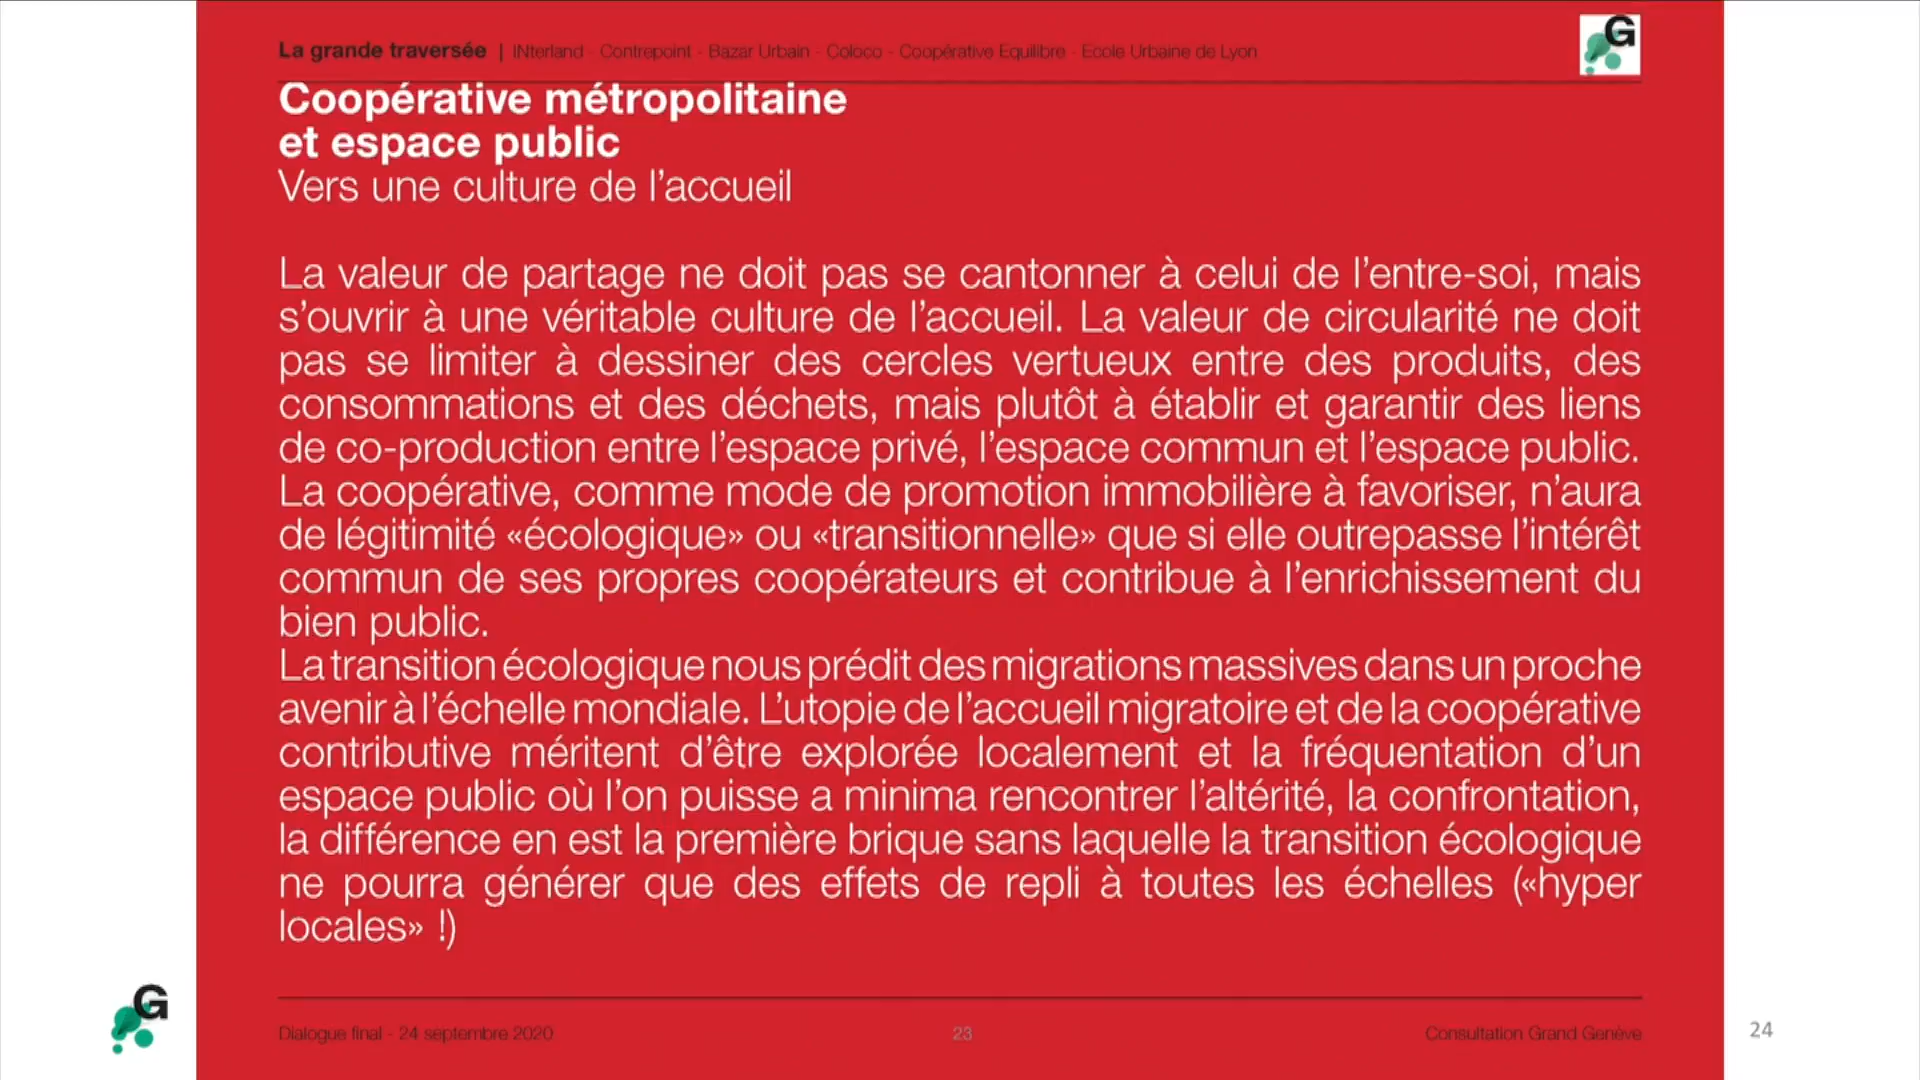 La grande traversée | INterland - Contrepoint - Bazar Urbain - Coloco - Coopérative Equilibre - Ecole Urbaine de Lyon
G
Coopérative métropolitaine
et espace public
Vers une culture de l'accueil
La valeur de partage ne doit pas se cantonner à celui de l'entre-soi, mais
s'ouvrir à une véritable culture de l'accueil. La valeur de circularité ne doit
pas se limiter à dessiner des cercles vertueux entre des produits, des
consommations et des déchets, mais plutôt à établir et garantir des liens
de co-production entre l'espace privé, l'espace commun et l'espace public.
La coopérative, comme mode de promotion immobilière à favoriser, n'aura
de légitimité «écologique» ou «transitionnelle» que si elle outrepasse l'intérêt
commun de ses propres coopérateurs et contribue à l'enrichissement du
bien public.
La transition écologique nous prédit des migrations massives dans un proche
avenir à l'échelle mondiale. L'utopie de l'accueil migratoire et de la coopérative
contributive méritent d'être explorée localement et la fréquentation d'un
espace public où l'on puisse a minima rencontrer l'altérité, la confrontation,
la différence en est la première brique sans laquelle la transition écologique
ne pourra générer que des effets de repli à toutes les échelles («hyper
locales» !)
G
Dialogue final - 24 septembre 2020
23
Consultation Grand Genève
24